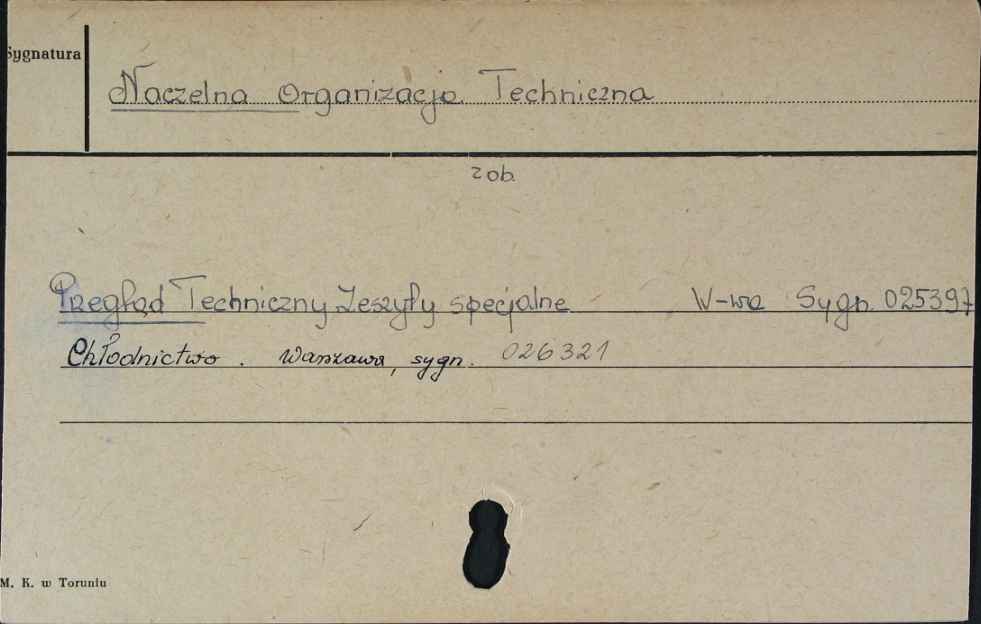 Sygnatura
Naczelna Organizacja Techniczna
zob.
Przegląd Techniczny Zeszyty specjalne W-wa Sygn. 025397
Chłodnictwo. Warszawa, sygn. 026321
M. K. w Toruniu